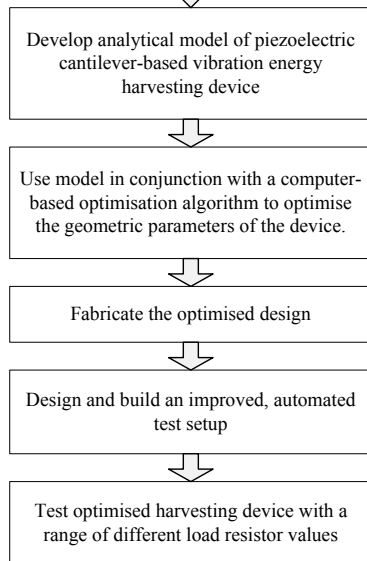 Develop analytical model of piezoelectric
cantilever-based vibration energy
harvesting device
Use model in conjunction with a computer-
based optimisation algorithm to optimise
the geometric parameters of the device.
Fabricate the optimised design
Design and build an improved, automated
test setup
Test optimised harvesting device with a
range of different load resistor values